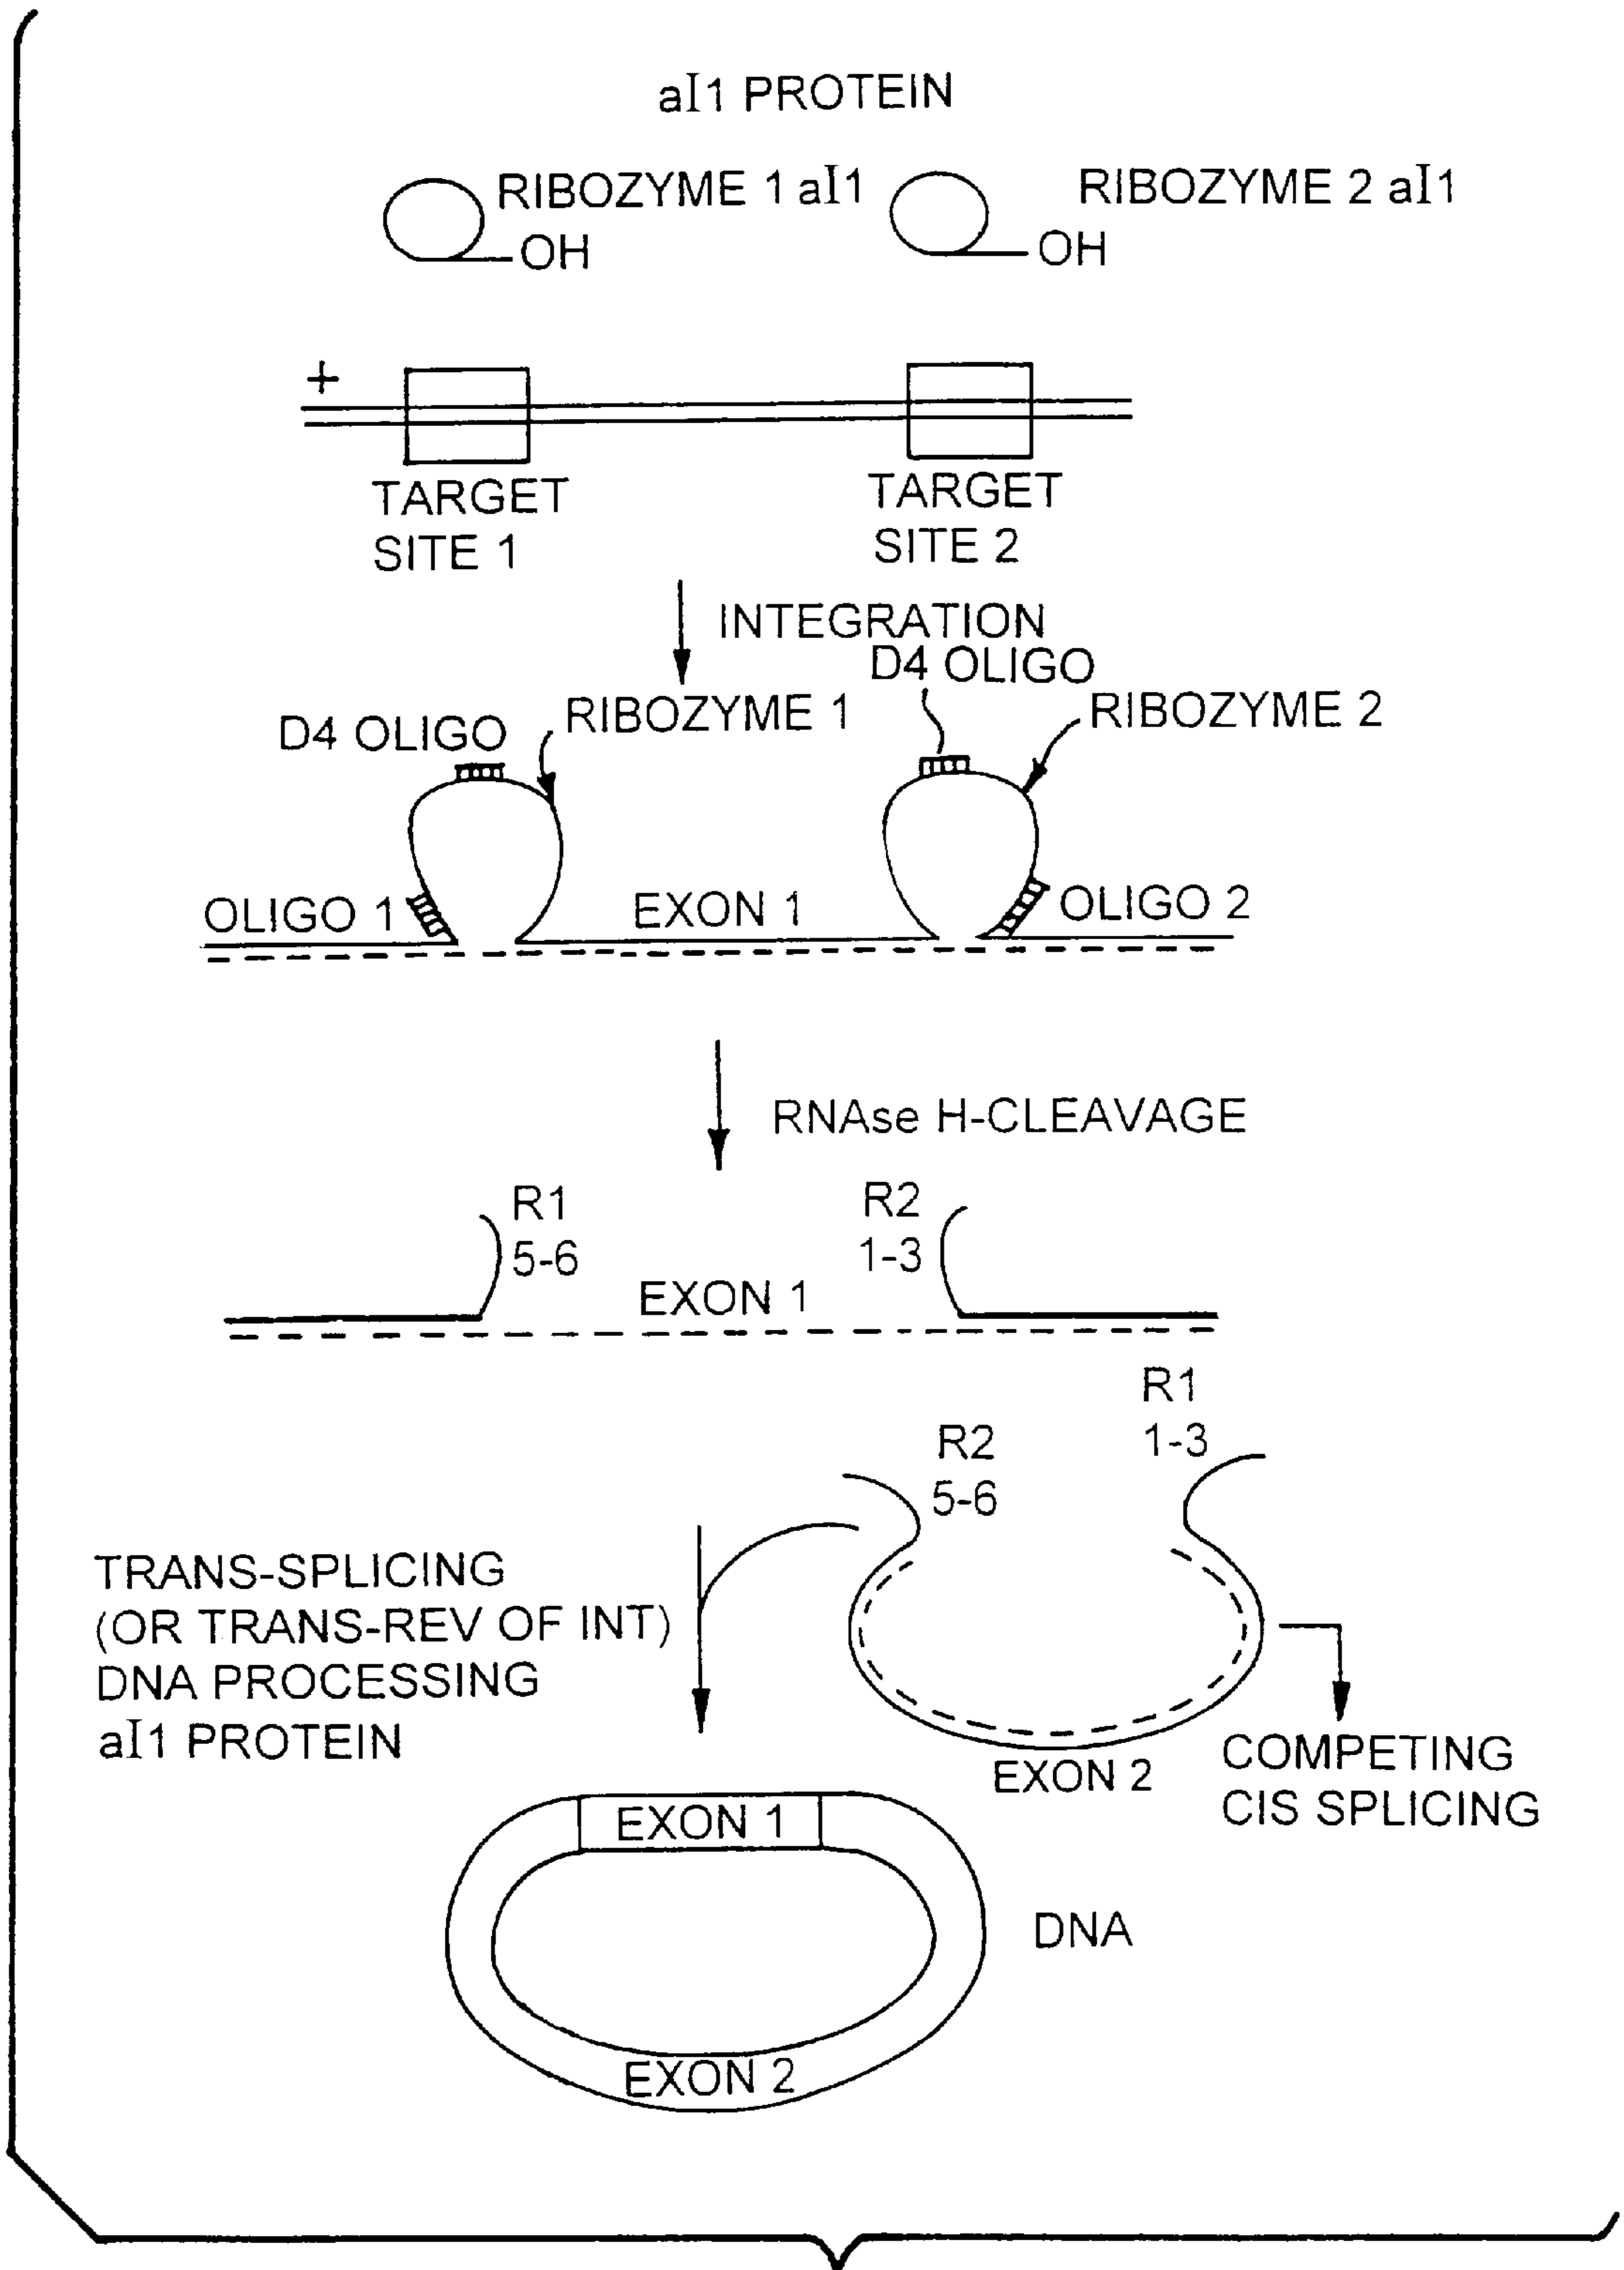 aI1 PROTEIN
RIBOZYME 1 aI1
OH
RIBOZYME 2 aI1
OH
+
TARGET
SITE 1
TARGET
SITE 2
INTEGRATION
D4 OLIGO
RIBOZYME 1
D4 OLIGO
RIBOZYME 2
OLIGO 1
EXON 1
OLIGO 2
RNAse H-CLEAVAGE
R1
5-6
R2
1-3
EXON 1
R1
1-3
R2
5-6
TRANS-SPLICING
(OR TRANS-REV OF INT)
DNA PROCESSING
aI1 PROTEIN
EXON 2
COMPETING
CIS SPLICING
EXON 1
DNA
EXON 2